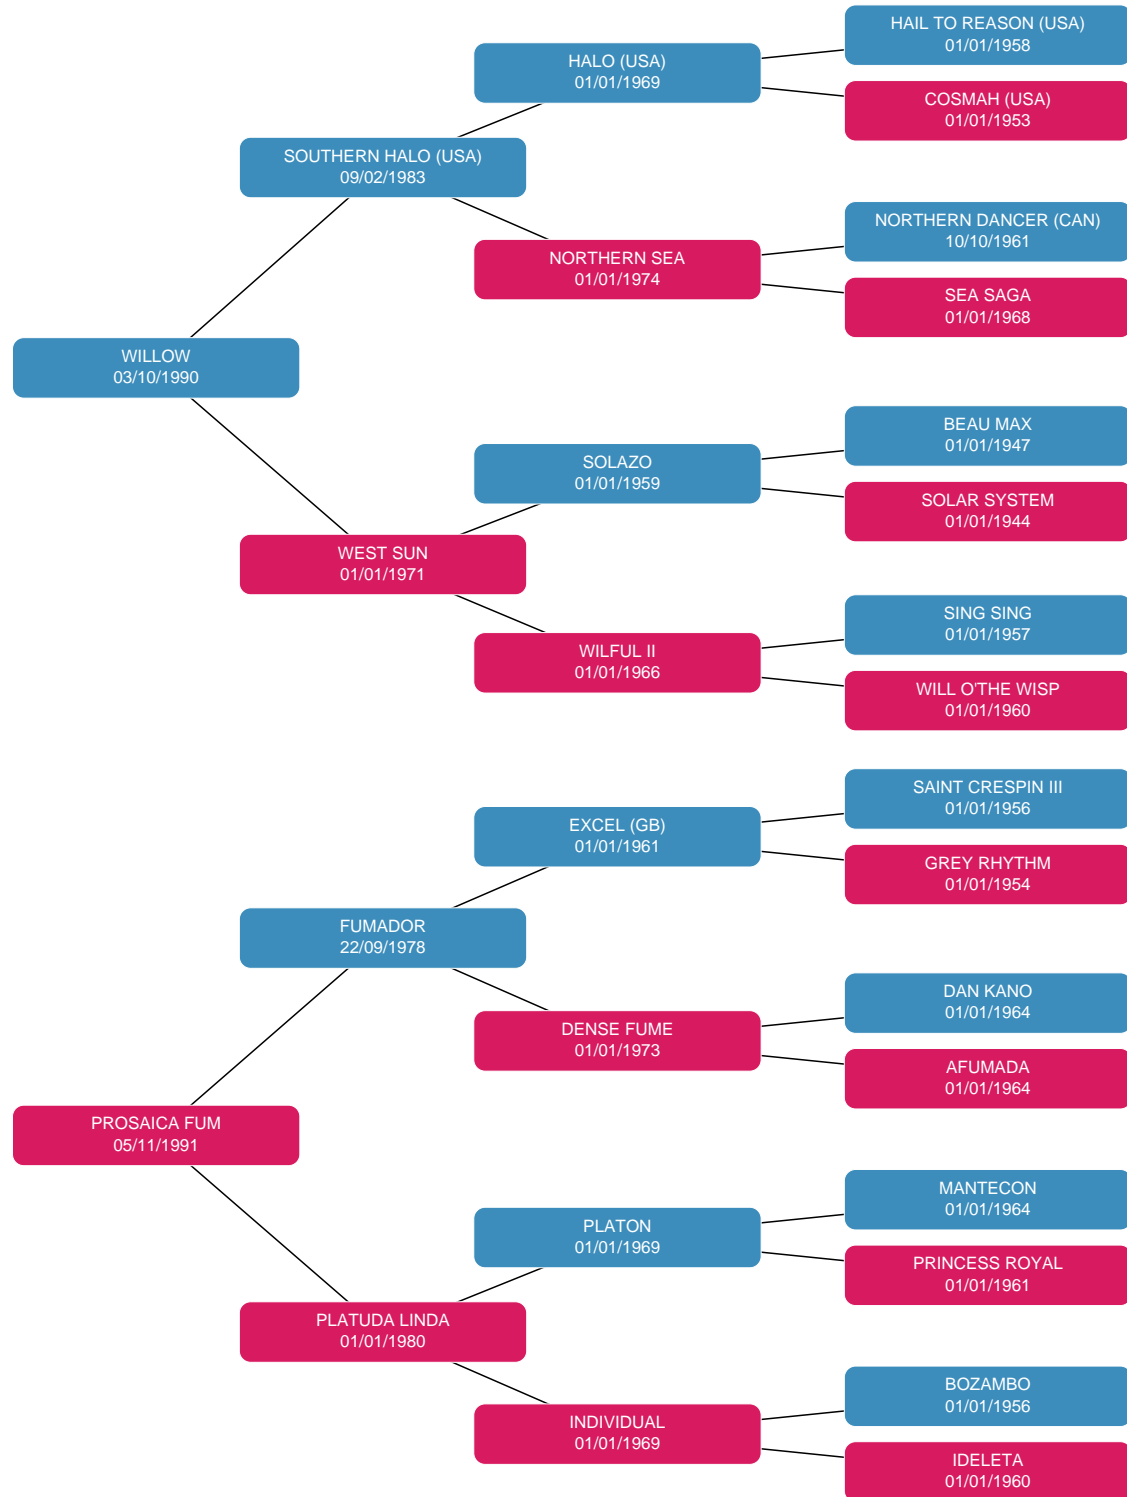 HAIL TO REASON (USA)
01/01/1958
HALO (USA)
01/01/1969
COSMAH (USA)
01/01/1953
SOUTHERN HALO (USA)
09/02/1983
NORTHERN DANCER (CAN)
10/10/1961
NORTHERN SEA
01/01/1974
SEA SAGA
01/01/1968
WILLOW
03/10/1990
BEAU MAX
01/01/1947
SOLAZO
01/01/1959
SOLAR SYSTEM
01/01/1944
WEST SUN
01/01/1971
SING SING
01/01/1957
WILFUL II
01/01/1966
WILL O'THE WISP
01/01/1960
SAINT CRESPIN III
01/01/1956
EXCEL (GB)
01/01/1961
GREY RHYTHM
01/01/1954
FUMADOR
22/09/1978
DAN KANO
01/01/1964
DENSE FUME
01/01/1973
AFUMADA
01/01/1964
PROSAICA FUM
05/11/1991
MANTECON
01/01/1964
PLATON
01/01/1969
PRINCESS ROYAL
01/01/1961
PLATUDA LINDA
01/01/1980
BOZAMBO
01/01/1956
INDIVIDUAL
01/01/1969
IDELETA
01/01/1960